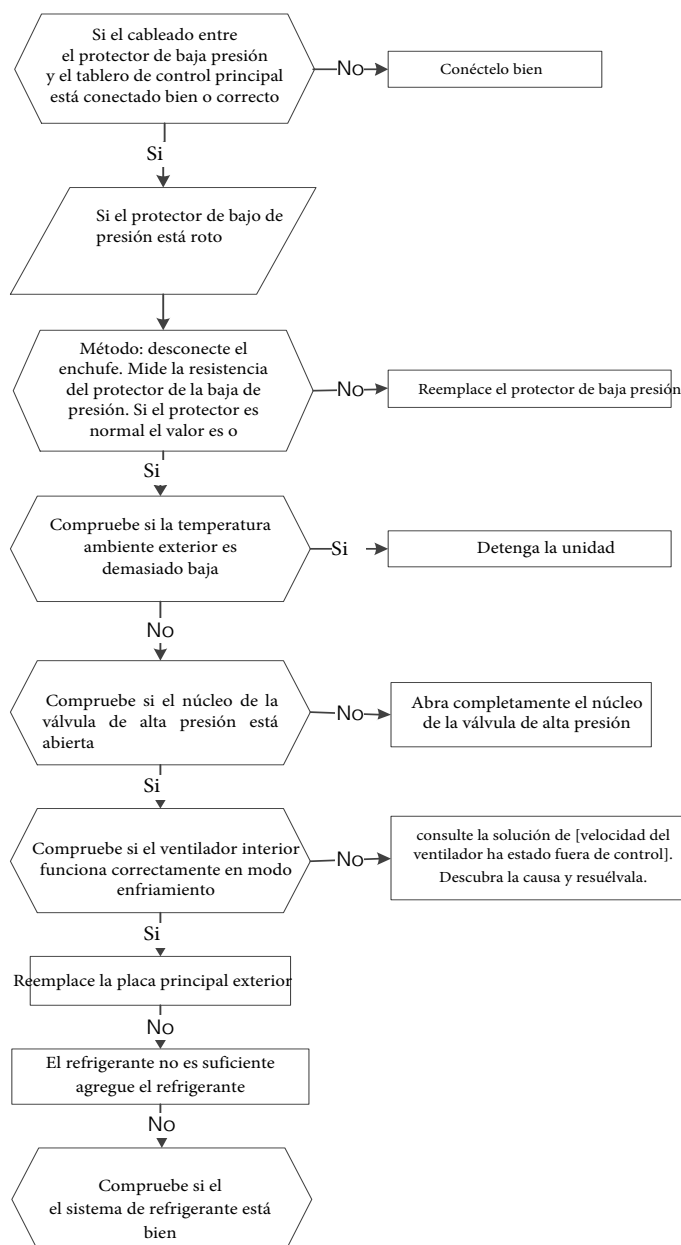 Si el cableado entre
el protector de baja presión
y el tablero de control principal
está conectado bien o correcto
No
Conéctelo bien
Si
Si el protector de bajo de
presión está roto
Método: desconecte el
enchufe. Mide la resistencia
del protector de la baja de
presión. Si el protector es
normal el valor es o
No
Reemplace el protector de baja presión
Si
Compruebe si la temperatura
ambiente exterior es
demasiado baja
Si
Detenga la unidad
No
Compruebe si el núcleo de la
válvula de alta presión está
abierta
No
Abra completamente el núcleo
de la válvula de alta presión
Si
Compruebe si el ventilador interior
funciona correctamente en modo
enfriamiento
No
consulte la solución de [velocidad del
ventilador ha estado fuera de control].
Descubra la causa y resuélvala.
Si
Reemplace la placa principal exterior
No
El refrigerante no es suficiente
agregue el refrigerante
No
Compruebe si el
el sistema de refrigerante está
bien